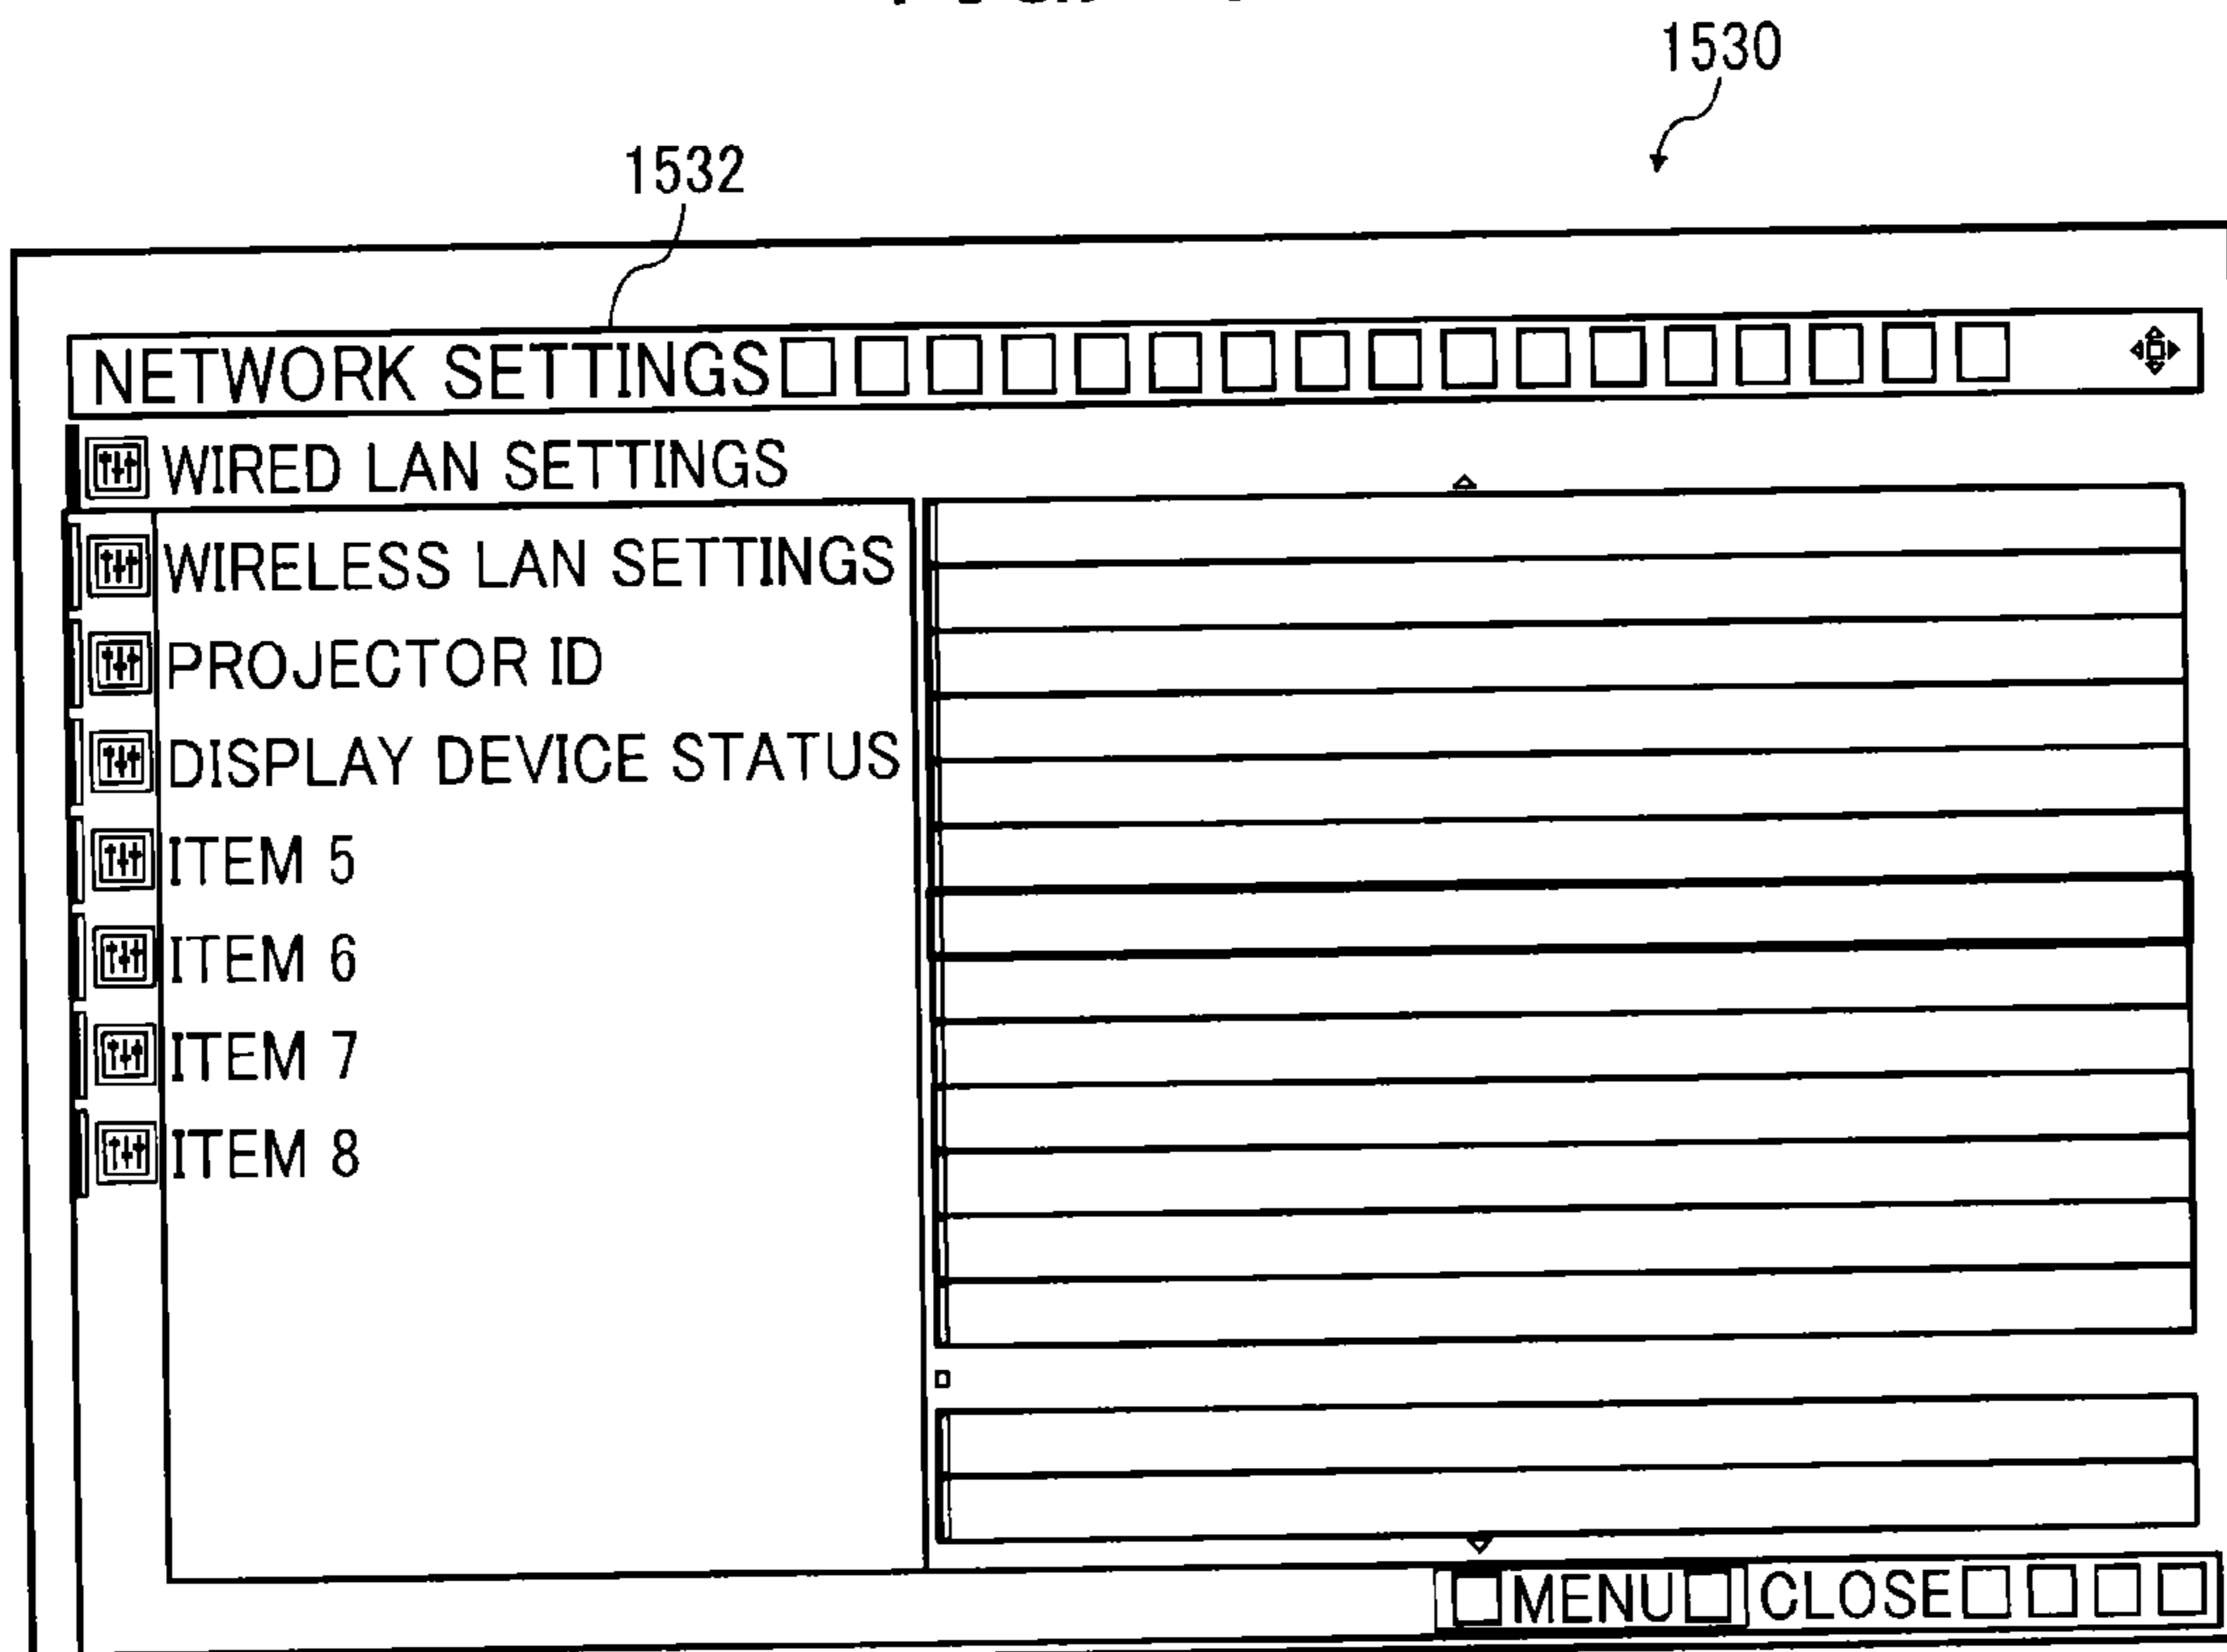 1530
1532
NETWORK SETTINGS
WIRED LAN SETTINGS
WIRELESS LAN SETTINGS
PROJECTOR ID
DISPLAY DEVICE STATUS
ITEM 5
ITEM 6
ITEM 7
ITEM 8
MENU CLOSE